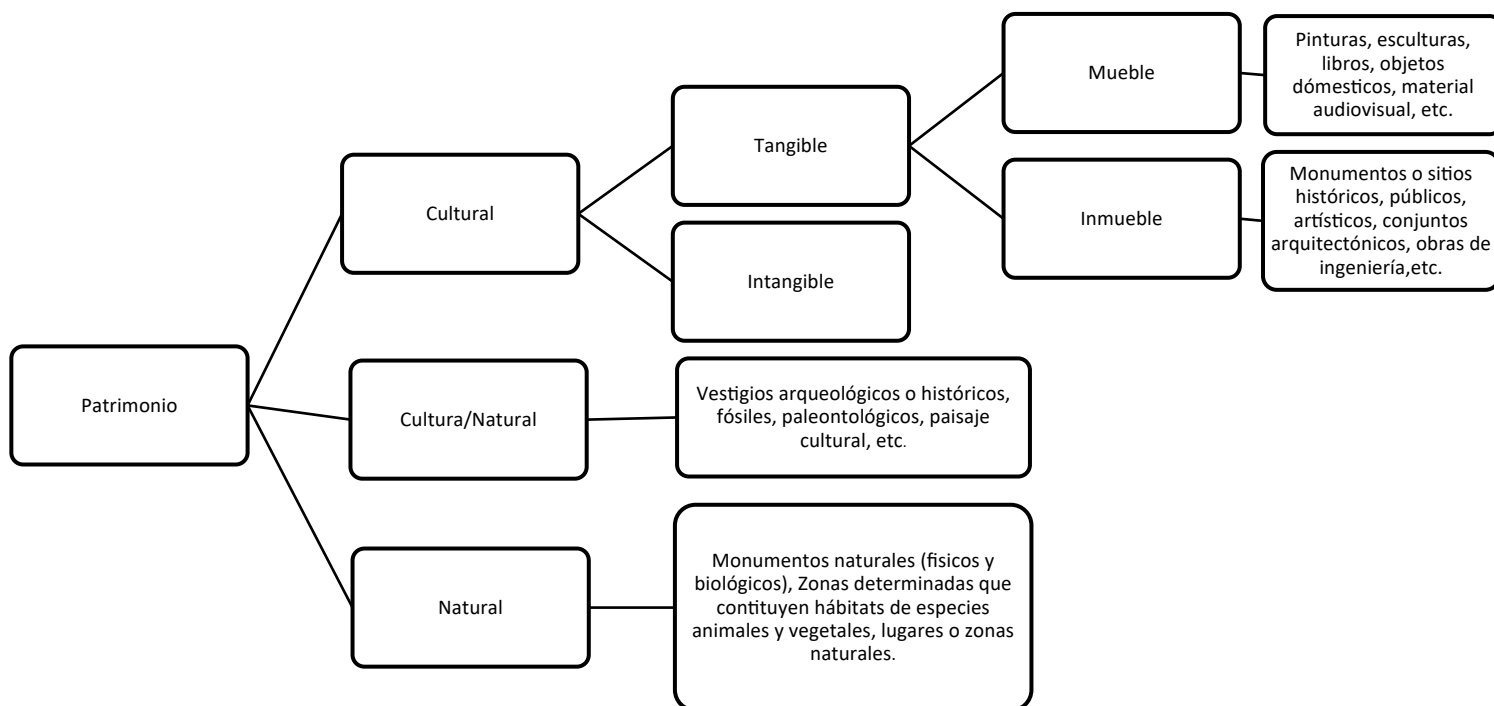 Patrimonio
Cultural
Tangible
Mueble
Pinturas, esculturas,
libros, objetos
dómesticos, material
audiovisual, etc.
Inmueble
Monumentos o sitios
históricos, públicos,
artísticos, conjuntos
arquitectónicos, obras de
ingeniería,etc.
Intangible
Cultura/Natural
Vestigios arqueológicos o históricos,
fósiles, paleontológicos, paisaje
cultural, etc.
Natural
Monumentos naturales (fisicos y
biológicos), Zonas determinadas que
contituyen hábitats de especies
animales y vegetales, lugares o zonas
naturales.